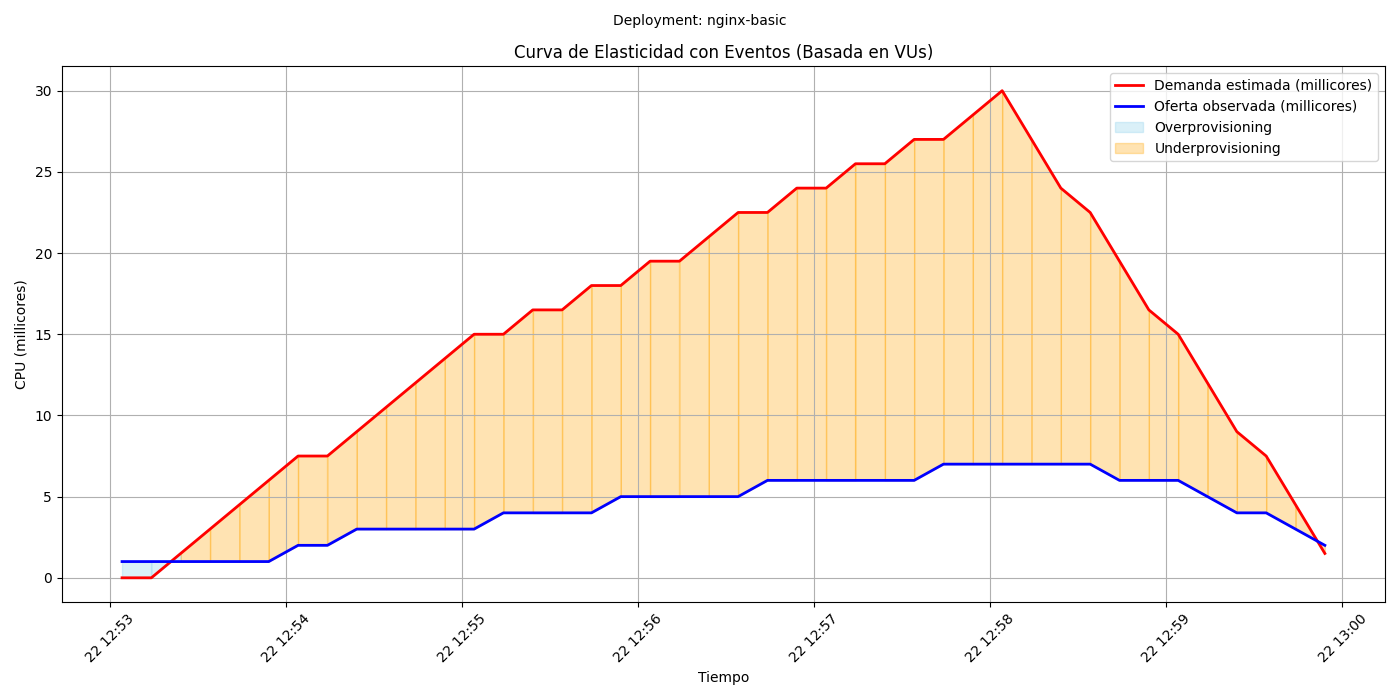 Deployment: nginx-basic
Curva de Elasticidad con Eventos (Basada en VUs)
Demanda estimada (millicores)
Oferta observada (millicores)
Overprovisioning
Underprovisioning
CPU (millicores)
30
25
20
15
10
5
0
22 12:53
22 12:54
22 12:55
22 12:56
22 12:57
22 12:58
22 12:59
22 13:00
Tiempo